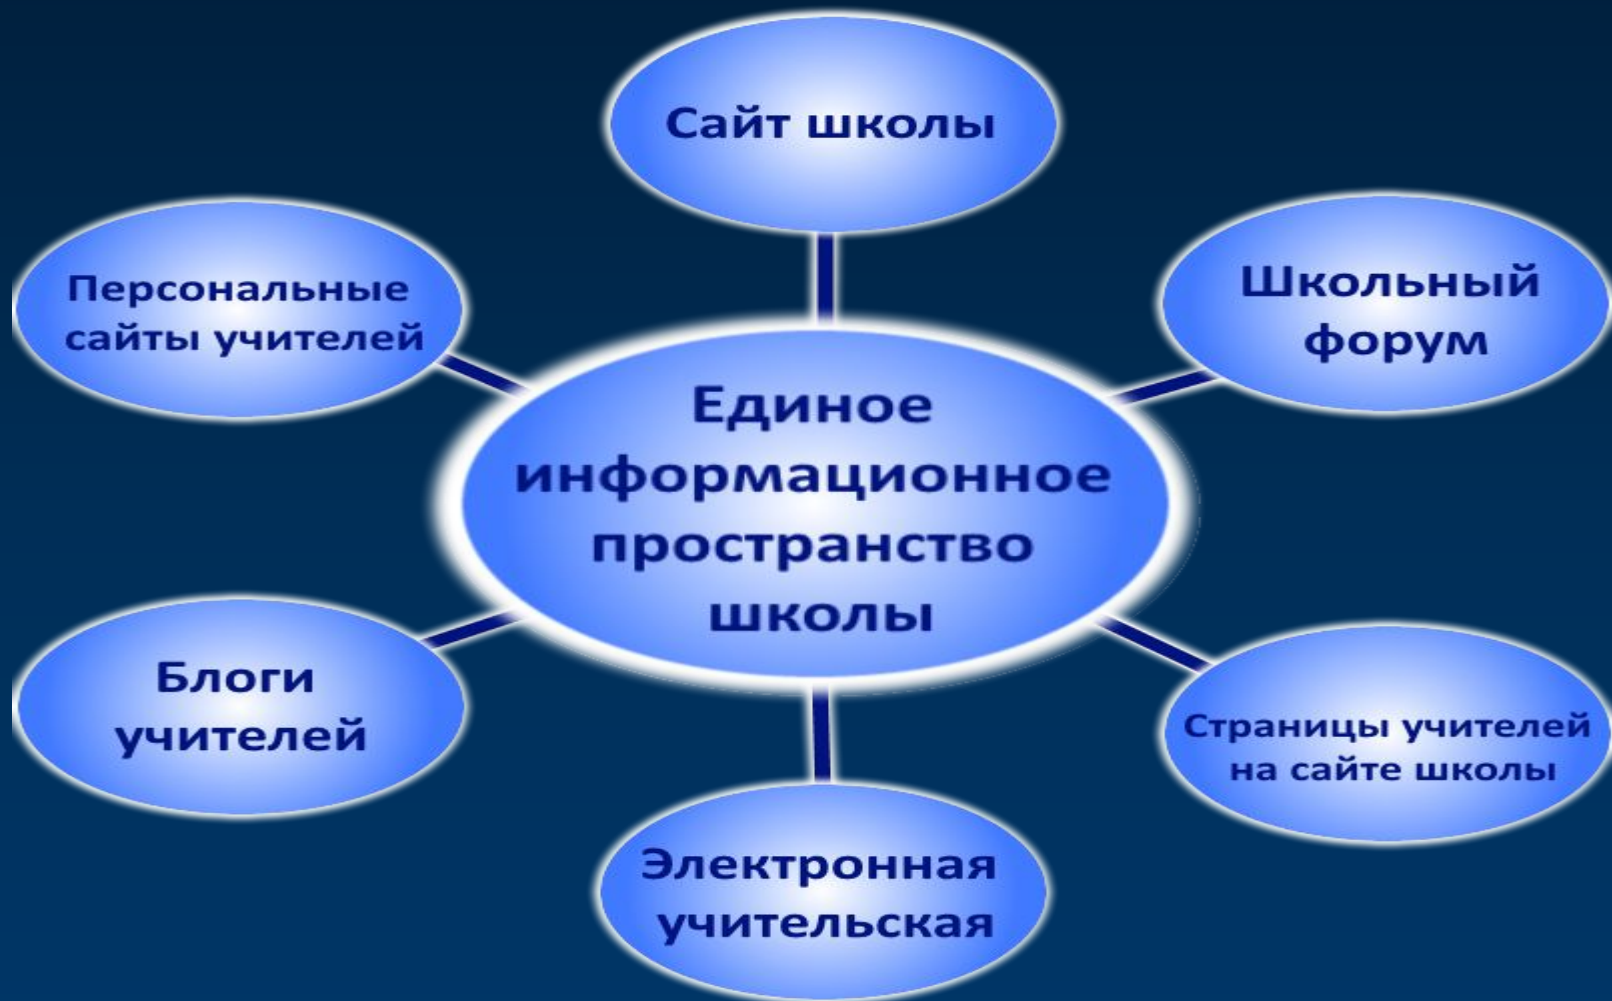 Сайт школы
Персональные
сайты учителей
Школьный
форум
Единое
информационное
пространство
школы
Блоги
учителей
Страницы учителей
на сайте школы
Электронная
учительская